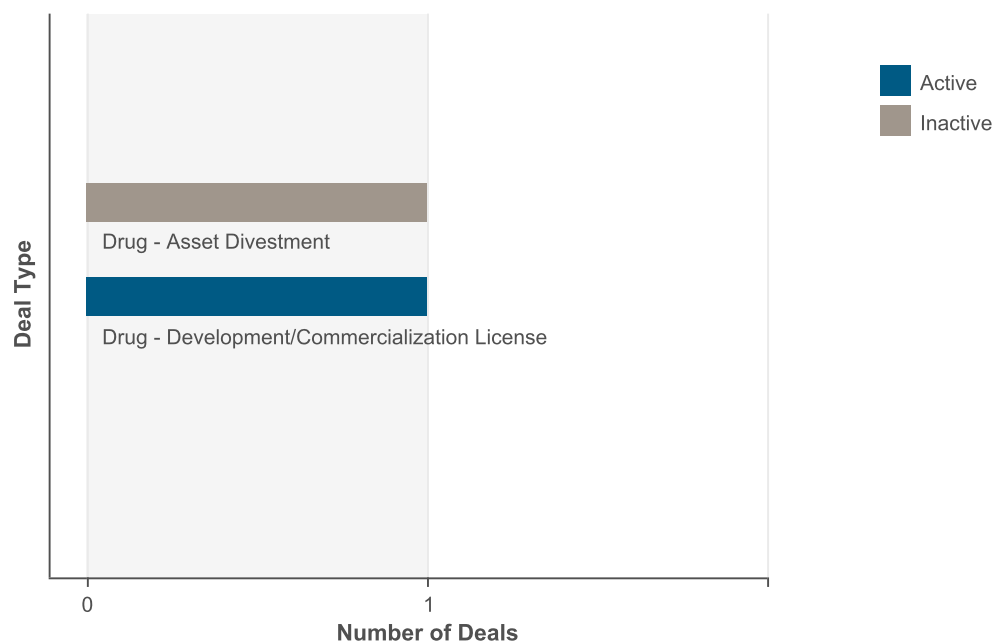 Active
Inactive
Drug - Asset Divestment
Drug - Development/Commercialization License
Deal Type
0 1
Number of Deals